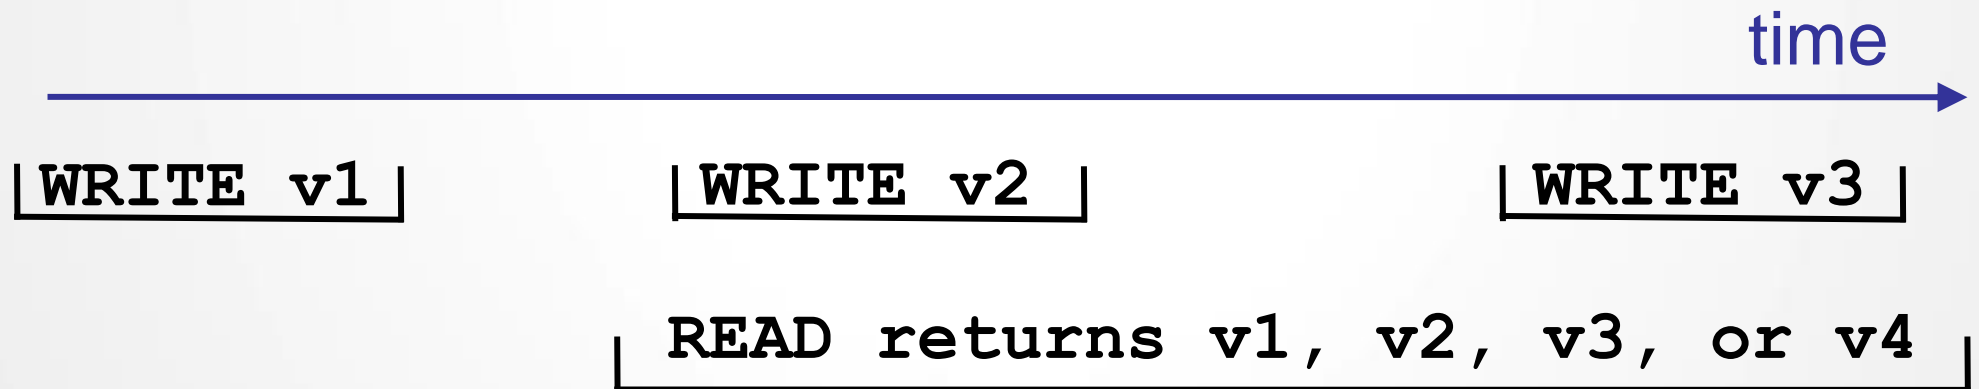 time
WRITE v1 WRITE v2 WRITE v3
READ returns v1, v2, v3, or v4